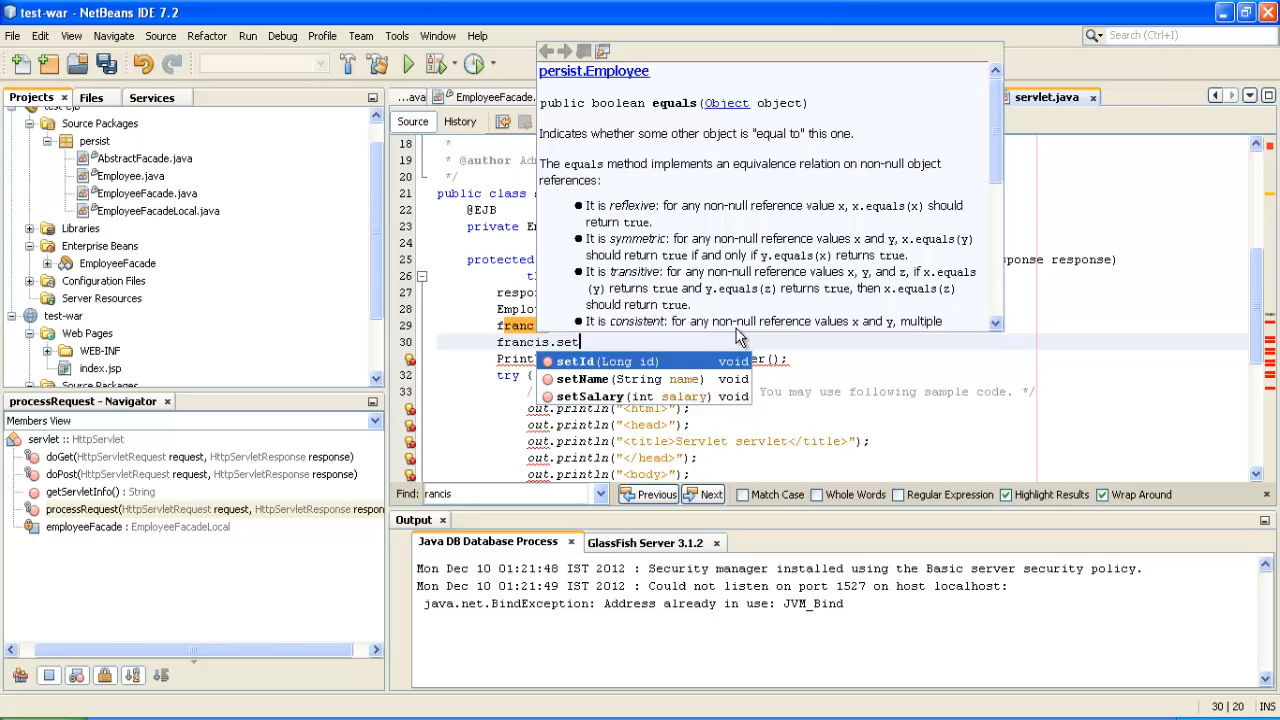 test-war - NetBeans IDE 7.2
File Edit View Navigate Source Refactor Run Debug Profile Team Tools Window Help
Search (Ctrl+I)
Projects Files Services
Source Packages
persist
AbstractFacade.java
Employee.java
EmployeeFacade.java
EmployeeFacadeLocal.java
Libraries
Enterprise Beans
EmployeeFacade
Configuration Files
Server Resources
test-war
Web Pages
WEB-INF
index.jsp
Source Packages
processRequest - Navigator
Members View
servlet :: HttpServlet
doGet(HttpServletRequest request, HttpServletResponse response)
doPost(HttpServletRequest request, HttpServletResponse response)
getServletInfo() : String
processRequest(HttpServletRequest request, HttpServletResponse respon
employeeFacade : EmployeeFacadeLocal
...ava EmployeeFacade. servlet.java
Source History
persist.Employee
public boolean equals(Object object)
Indicates whether some other object is "equal to" this one.
The equals method implements an equivalence relation on non-null object
references:
It is reflexive: for any non-null reference value x, x.equals(x) should
return true.
It is symmetric: for any non-null reference values x and y, x.equals(y)
should return true if and only if y.equals(x) returns true.
It is transitive: for any non-null reference values x, y, and z, if x.equals
(y) returns true and y.equals(z) returns true, then x.equals(z)
should return true.
It is consistent: for any non-null reference values x and y, multiple
18 *
19 * @author Ad
20 */
21 public class s
22 @EJB
23 private E
24
25 protected response response)
26 th
27 respo
28 Employ
29 franc
30 francis.set
31 Print er();
setId(Long id) void
setName(String name) void
setSalary(int salary) void
32 try {
33 / You may use following sample code. */
out.println("<html>");
out.println("<head>");
out.println("<title>Servlet servlet</title>");
out.println("</head>");
out.println("<body>");
Find: rancis Previous Next Match Case Whole Words Regular Expression Highlight Results Wrap Around
Output
Java DB Database Process GlassFish Server 3.1.2
Mon Dec 10 01:21:48 IST 2012 : Security manager installed using the Basic server security policy.
Mon Dec 10 01:21:49 IST 2012 : Could not listen on port 1527 on host localhost:
java.net.BindException: Address already in use: JVM_Bind
30 | 20 INS